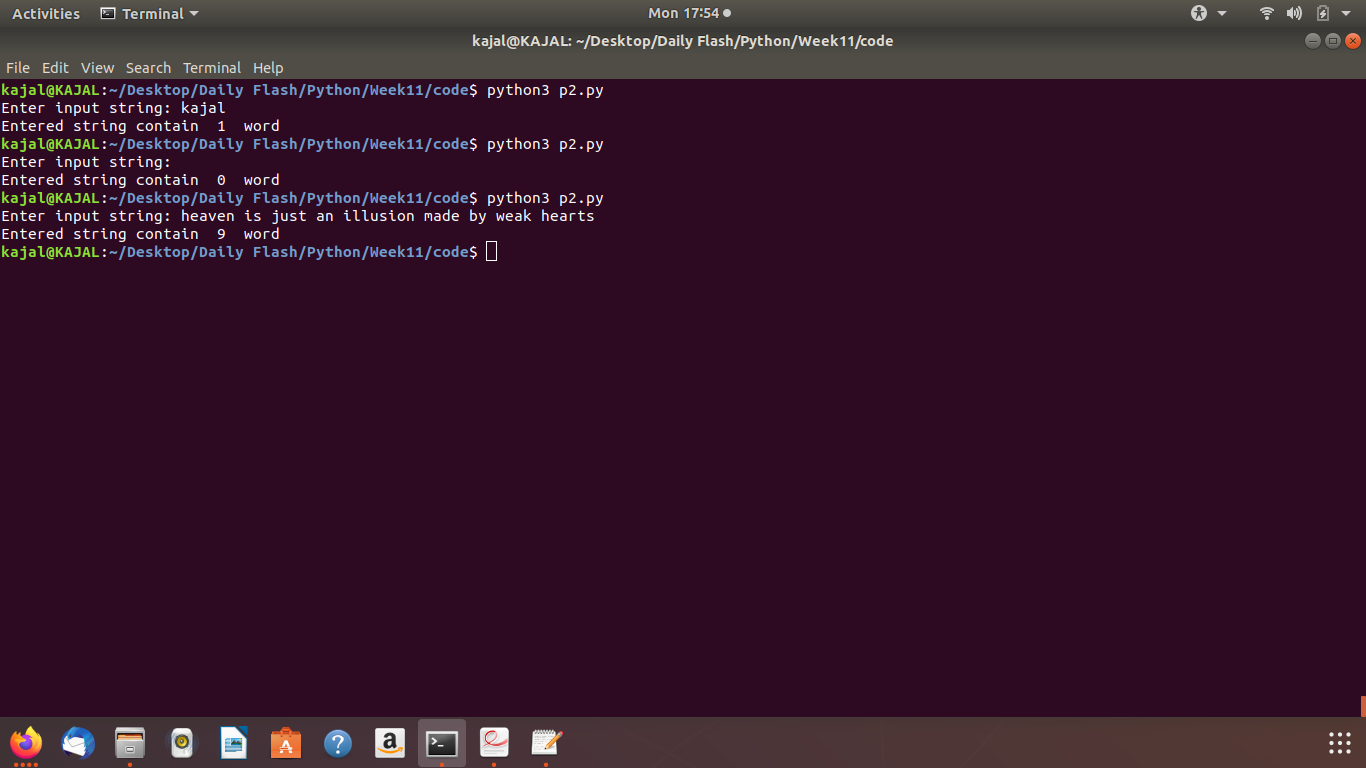 Activities Terminal Mon 17:54
kajal@KAJAL: ~/Desktop/Daily Flash/Python/Week11/code
File Edit View Search Terminal Help
kajal@KAJAL:~/Desktop/Daily Flash/Python/Week11/code$ python3 p2.py
Enter input string: kajal
Entered string contain  1  word
kajal@KAJAL:~/Desktop/Daily Flash/Python/Week11/code$ python3 p2.py
Enter input string:
Entered string contain  0  word
kajal@KAJAL:~/Desktop/Daily Flash/Python/Week11/code$ python3 p2.py
Enter input string: heaven is just an illusion made by weak hearts
Entered string contain  9  word
kajal@KAJAL:~/Desktop/Daily Flash/Python/Week11/code$